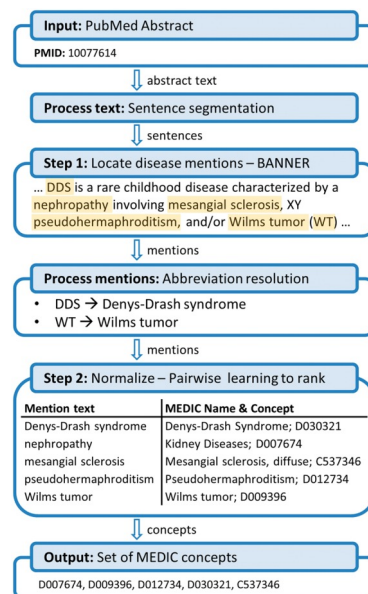 Input: PubMed Abstract
PMID: 10077614
abstract text
Process text: Sentence segmentation
sentences
Step 1: Locate disease mentions – BANNER
... DDS is a rare childhood disease characterized by a
nephropathy involving mesangial sclerosis, XY
pseudohermaphroditism, and/or Wilms tumor (WT) ...
mentions
Process mentions: Abbreviation resolution
• DDS → Denys-Drash syndrome
• WT → Wilms tumor
mentions
Step 2: Normalize – Pairwise learning to rank
Mention text MEDIC Name & Concept
Denys-Drash syndrome Denys-Drash Syndrome; D030321
nephropathy Kidney Diseases; D007674
mesangial sclerosis Mesangial sclerosis, diffuse; C537346
pseudohermaphroditism Pseudohermaphroditism; D012734
Wilms tumor Wilms tumor; D009396
concepts
Output: Set of MEDIC concepts
D007674, D009396, D012734, D030321, C537346